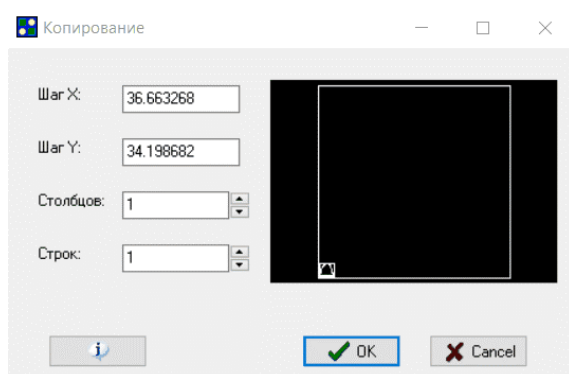 Копирование
Шаг X: 36.663268
Шаг Y: 34.198682
Столбцов: 1
Строк: 1
OK Cancel